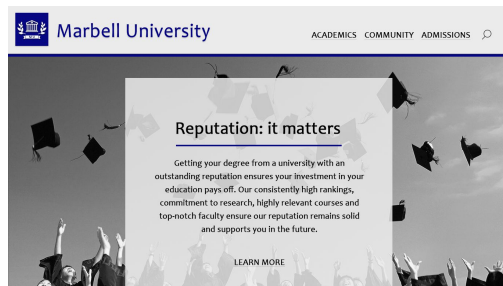 Marbell University
ACADEMICS COMMUNITY ADMISSIONS
Reputation: it matters
Getting your degree from a university with an
outstanding reputation ensures your investment in your
education pays off. Our consistently high rankings,
commitment to research, highly relevant courses and
top-notch faculty ensure our reputation remains solid
and supports you in the future.
LEARN MORE